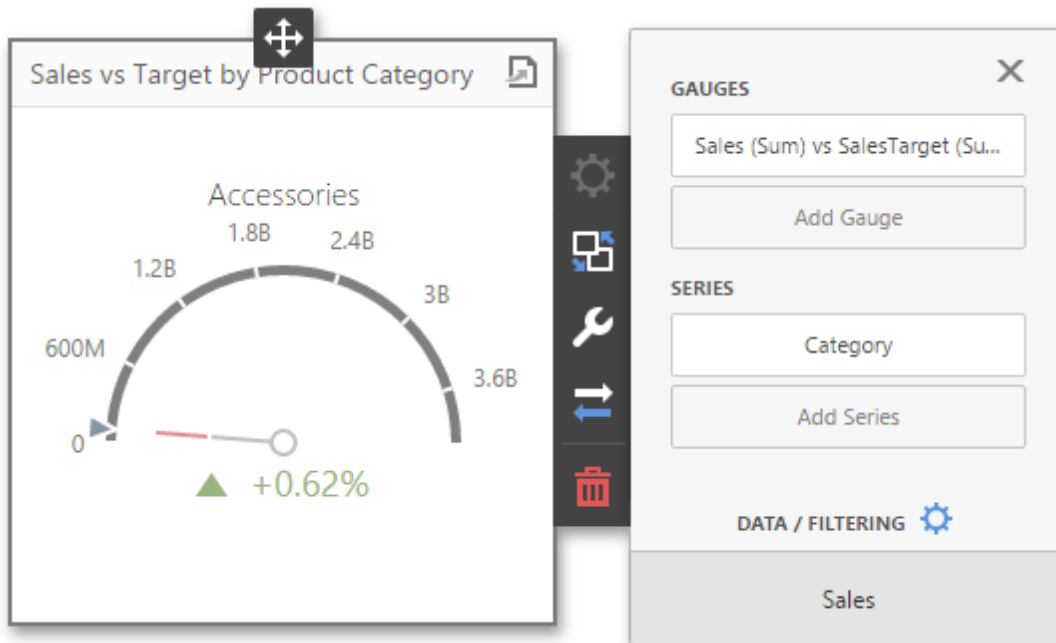 Sales vs Target by Product Category
Accessories
0
600M
1.2B
1.8B
2.4B
3B
3.6B
+0.62%
GAUGES
Sales (Sum) vs SalesTarget (Su...
Add Gauge
SERIES
Category
Add Series
DATA / FILTERING
Sales